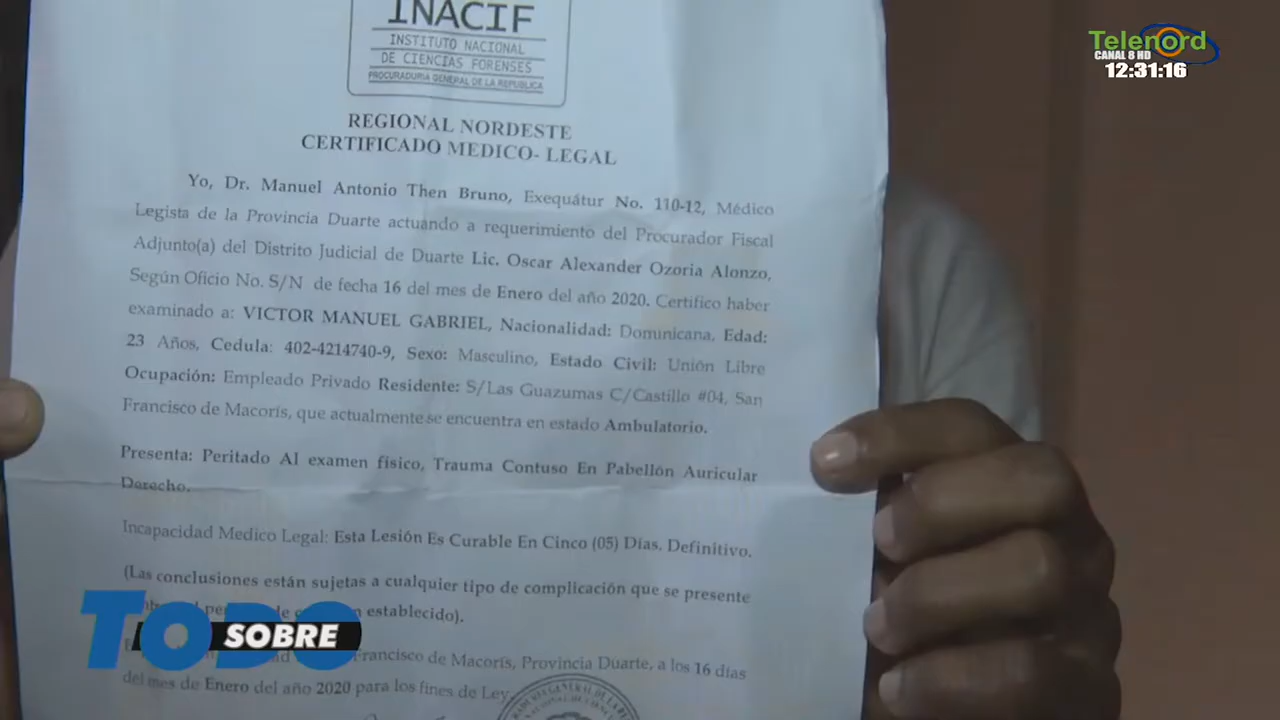 INACIF
INSTITUTO NACIONAL
DE CIENCIAS FORENSES
PROCURADURIA GENERAL DE LA REPUBLICA
Telenord
CANAL 8 HD
12:31:16
REGIONAL NORDESTE
CERTIFICADO MEDICO- LEGAL
Yo, Dr. Manuel Antonio Then Bruno, Exequátur No. 110-12, Médico
Legista de la Provincia Duarte actuando a requerimiento del Procurador Fiscal
Adjunto(a) del Distrito Judicial de Duarte Lic. Oscar Alexander Ozoria Alonzo,
Según Oficio No. S/N de fecha 16 del mes de Enero del año 2020. Certifico haber
examinado a: VICTOR MANUEL GABRIEL, Nacionalidad: Dominicana, Edad:
23 Años, Cedula: 402-4214740-9, Sexo: Masculino, Estado Civil: Unión Libre
Ocupación: Empleado Privado Residente: S/Las Guazumas C/Castillo #04, San
Francisco de Macorís, que actualmente se encuentra en estado Ambulatorio.
Presenta: Peritado Al examen físico, Trauma Contuso En Pabellón Auricular
Derecho.
Incapacidad Medico Legal: Esta Lesión Es Curable En Cinco (05) Días. Definitivo.
(Las conclusiones están sujetas a cualquier tipo de complicación que se presente
de establecido).
Francisco de Macorís, Provincia Duarte, a los 16 días
del mes de Enero del año 2020 para los fines de Ley
TODO
SOBRE